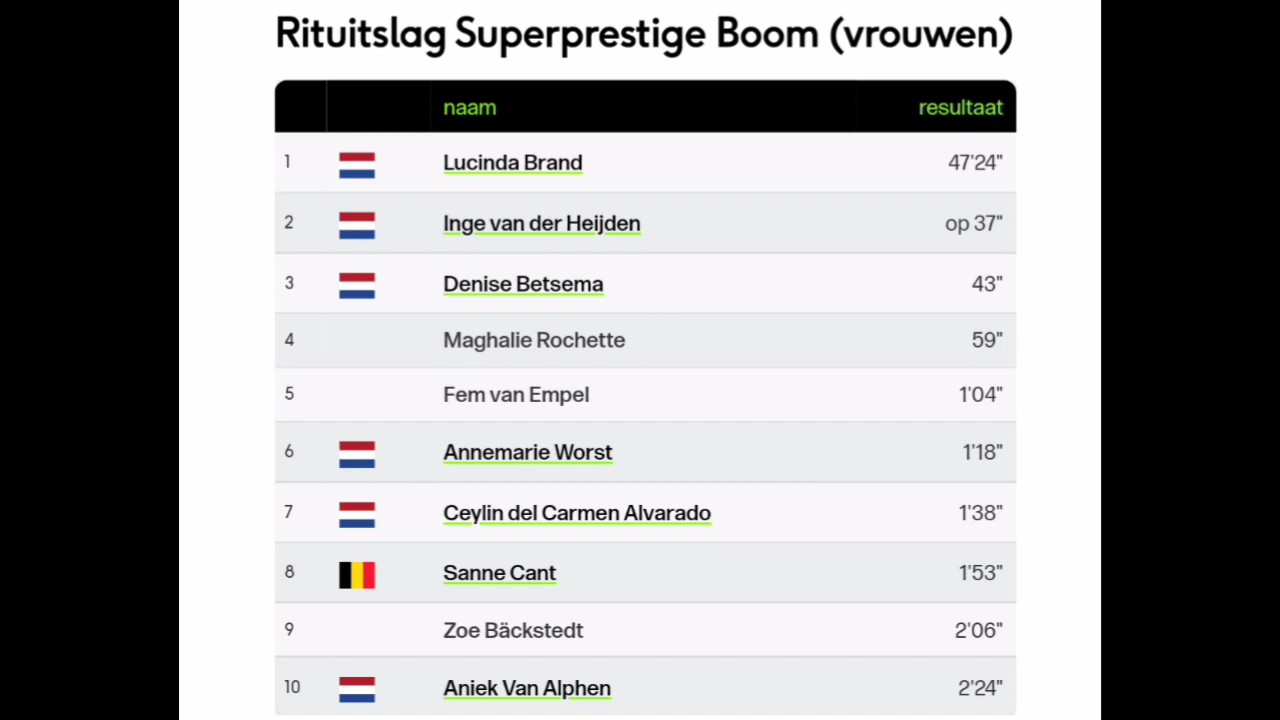 Rituitslag Superprestige Boom (vrouwen)
naam resultaat
1 Lucinda Brand 47'24"
2 Inge van der Heijden op 37"
3 Denise Betsema 43"
4 Maghalie Rochette 59"
5 Fem van Empel 1'04"
6 Annemarie Worst 1'18"
7 Ceylin del Carmen Alvarado 1'38"
8 Sanne Cant 1'53"
9 Zoe Bäckstedt 2'06"
10 Aniek Van Alphen 2'24"